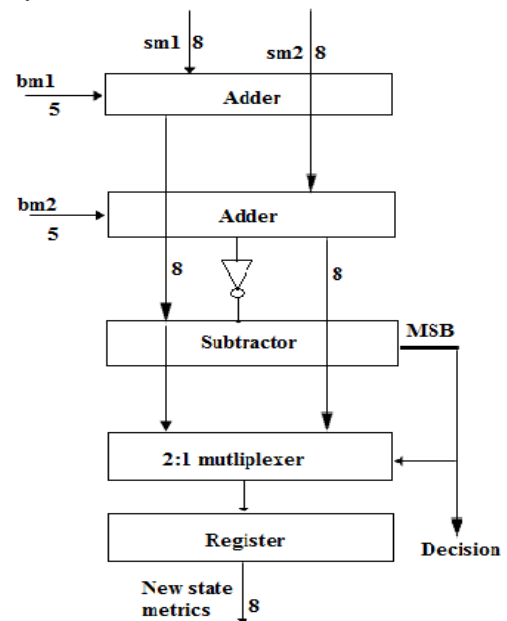 sm1
8
sm2
8
bm1
5
Adder
bm2
5
Adder
8
8
Subtractor
MSB
2:1 mutliplexer
Register
Decision
New state
metrics
8